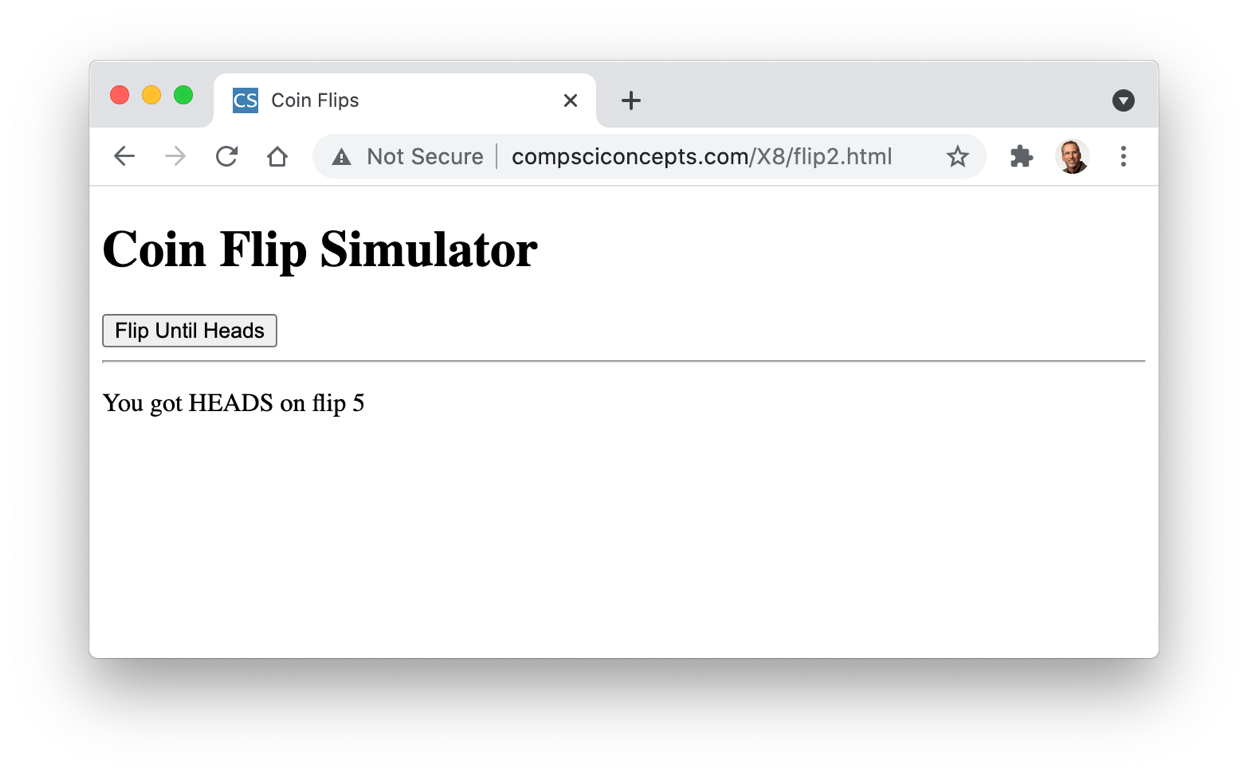 CS Coin Flips
Not Secure compsciconcepts.com/X8/flip2.html
Coin Flip Simulator
Flip Until Heads
You got HEADS on flip 5